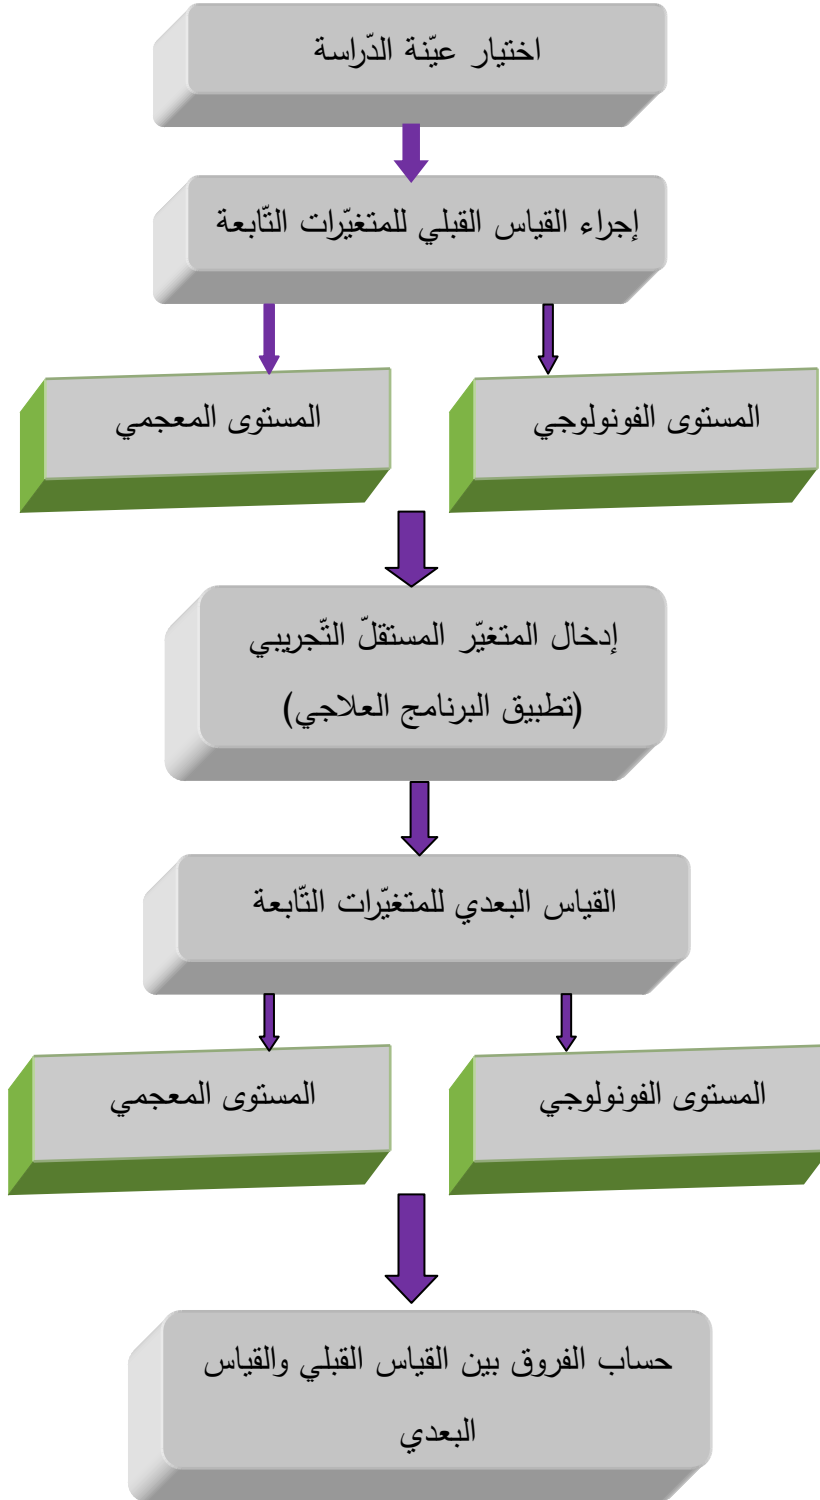 اختيار عيّنة الدّراسة
إجراء القياس القبلي للمتغيّرات التّابعة
المستوى الفونولوجي
المستوى المعجمي
إدخال المتغيّر المستقلّ التّجريبي
(تطبيق البرنامج العلاجي)
القياس البعدي للمتغيّرات التّابعة
المستوى الفونولوجي
المستوى المعجمي
حساب الفروق بين القياس القبلي والقياس
البعدي